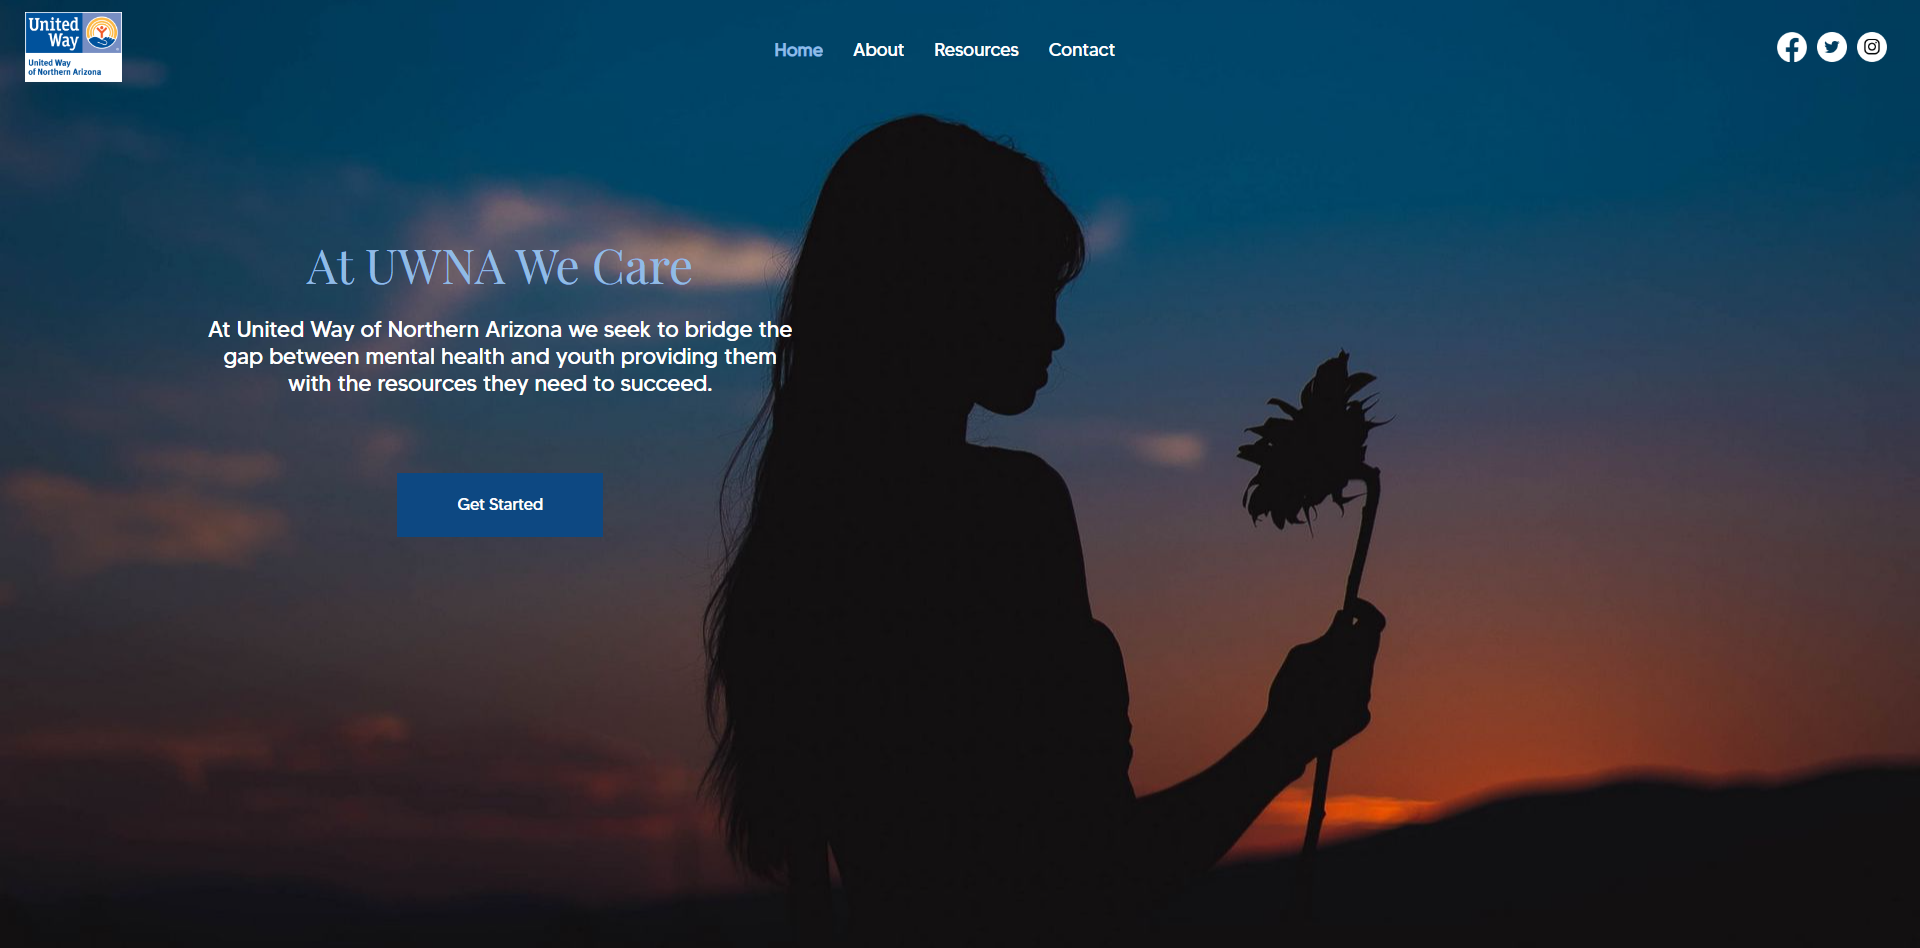 United
Way
United Way
of Northern Arizona
Home
About
Resources
Contact
At UWNA We Care
At United Way of Northern Arizona we seek to bridge the
gap between mental health and youth providing them
with the resources they need to succeed.
Get Started